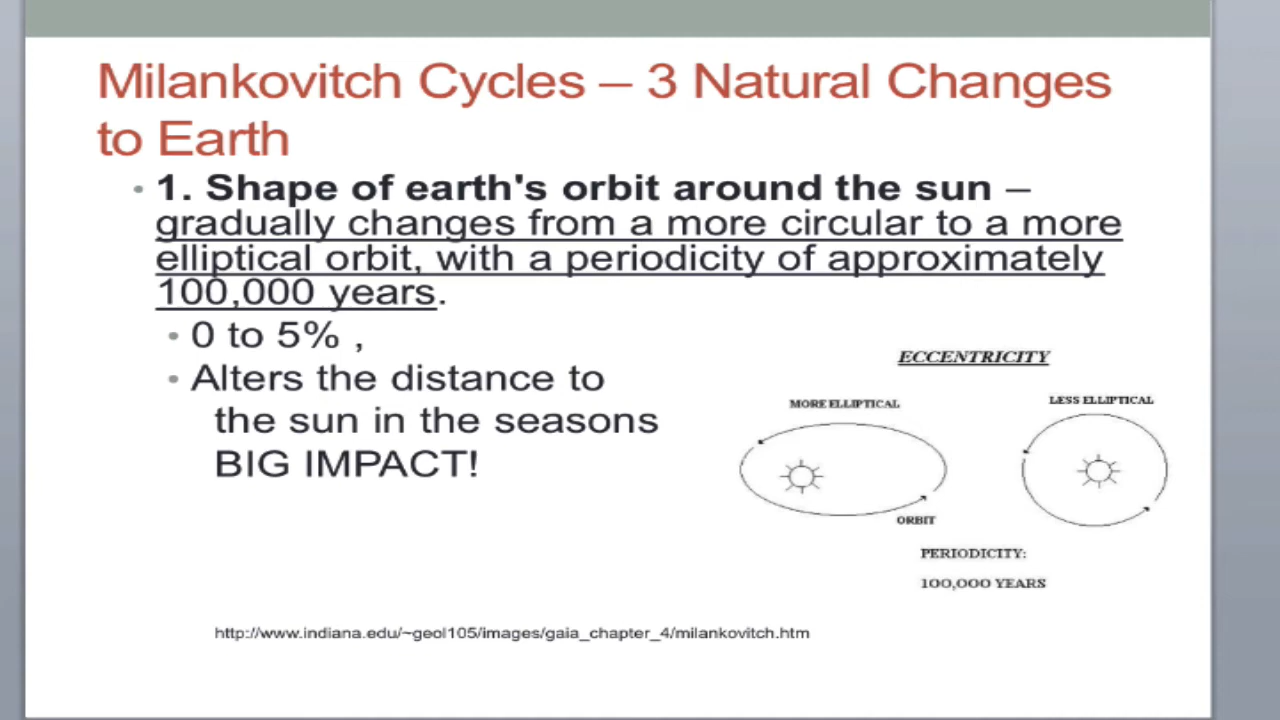 Milankovitch Cycles – 3 Natural Changes
to Earth
• 1. Shape of earth's orbit around the sun –
gradually changes from a more circular to a more
elliptical orbit, with a periodicity of approximately
100,000 years.
• 0 to 5% ,
• Alters the distance to
the sun in the seasons
BIG IMPACT!
ECCENTRICITY
MORE ELLIPTICAL
LESS ELLIPTICAL
ORBIT
PERIODICITY:
100,000 YEARS
http://www.indiana.edu/~geol105/images/gaia_chapter_4/milankovitch.htm